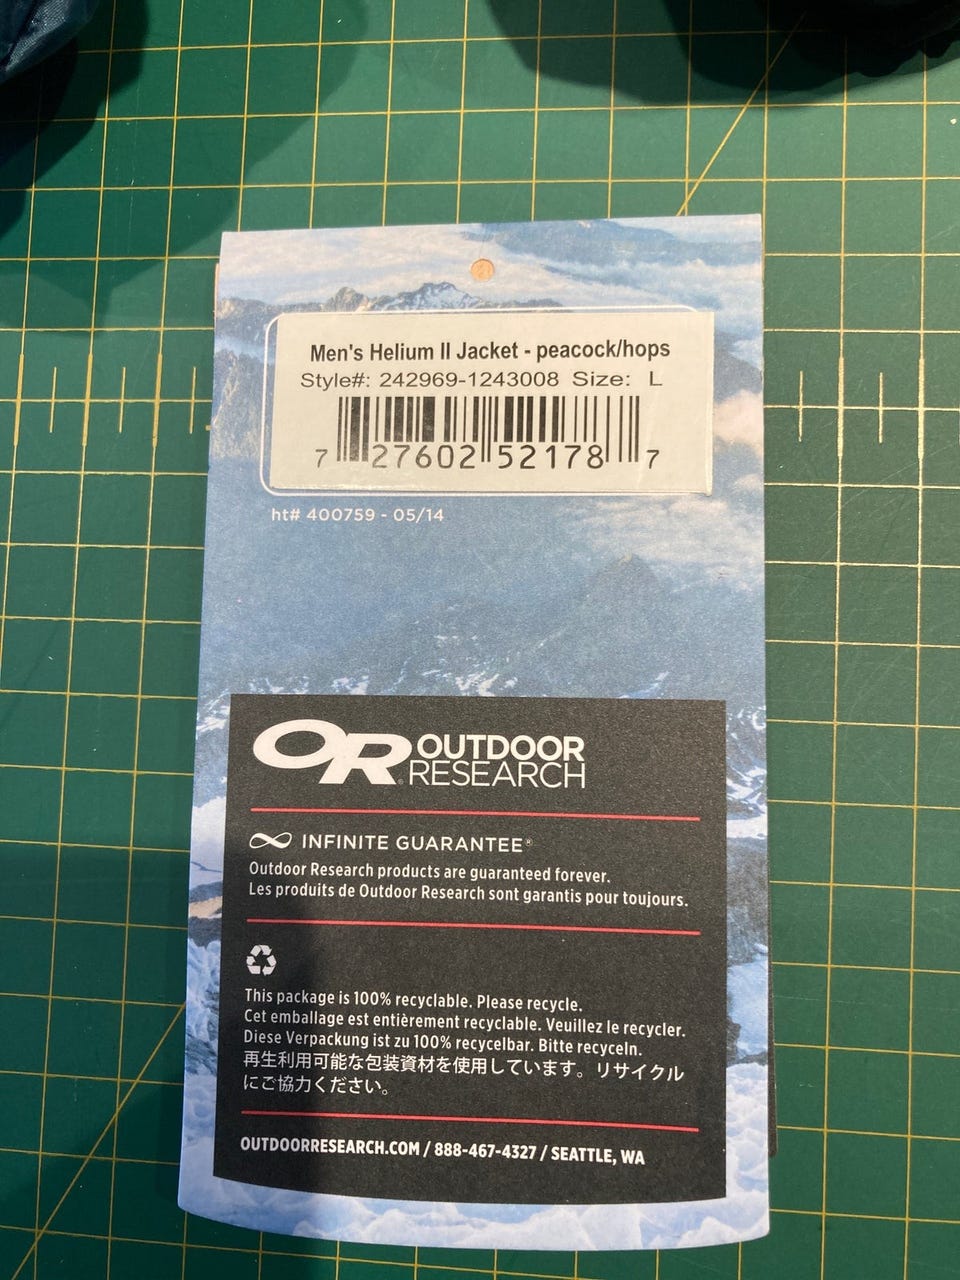 Men's Helium II Jacket - peacock/hops
Style#: 242969-1243008 Size: L
7 27602 52178 7
ht# 400759 - 05/14
OR® OUTDOOR
RESEARCH
INFINITE GUARANTEE®
Outdoor Research products are guaranteed forever.
Les produits de Outdoor Research sont garantis pour toujours.
This package is 100% recyclable. Please recycle.
Cet emballage est entièrement recyclable. Veuillez le recycler.
Diese Verpackung ist zu 100% recycelbar. Bitte recyceln.
再生利用可能な包装資材を使用しています。リサイクル
にご協力ください。
OUTDOORRESEARCH.COM / 888-467-4327 / SEATTLE, WA